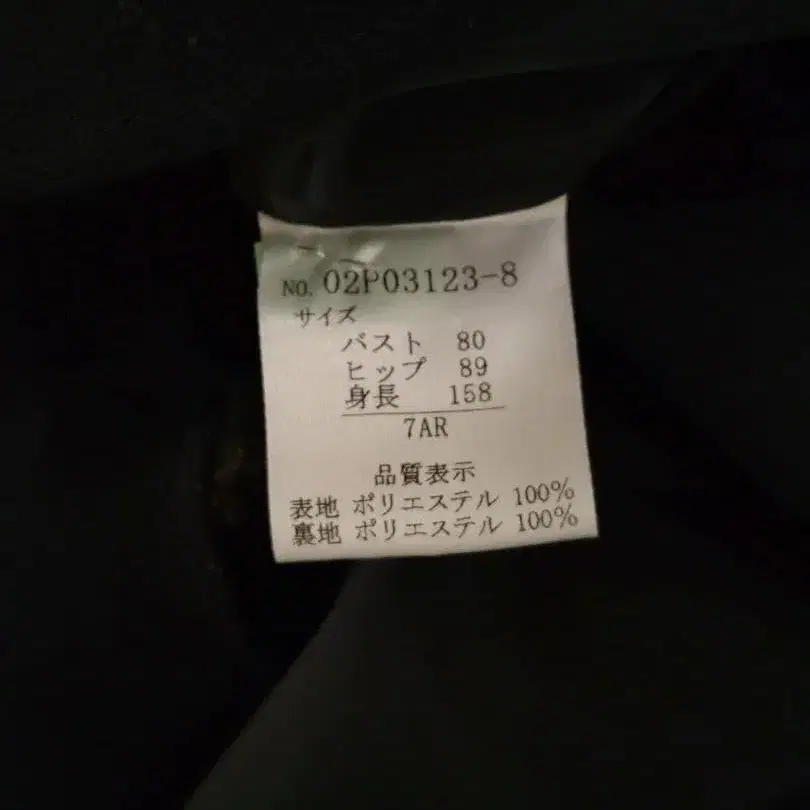 NO. 02P03123-8
サイズ
バスト 80
ヒップ 89
身長 158
7AR
品質表示
表地 ポリエステル 100%
裏地 ポリエステル 100%